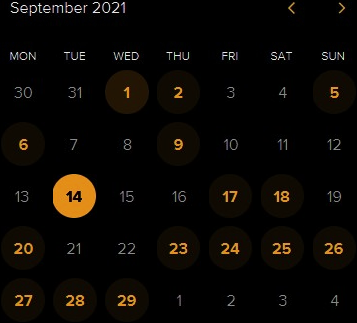 September 2021 < >
MON TUE WED THU FRI SAT SUN
30 31 1 2 3 4 5
6 7 8 9 10 11 12
13 14 15 16 17 18 19
20 21 22 23 24 25 26
27 28 29 1 2 3 4